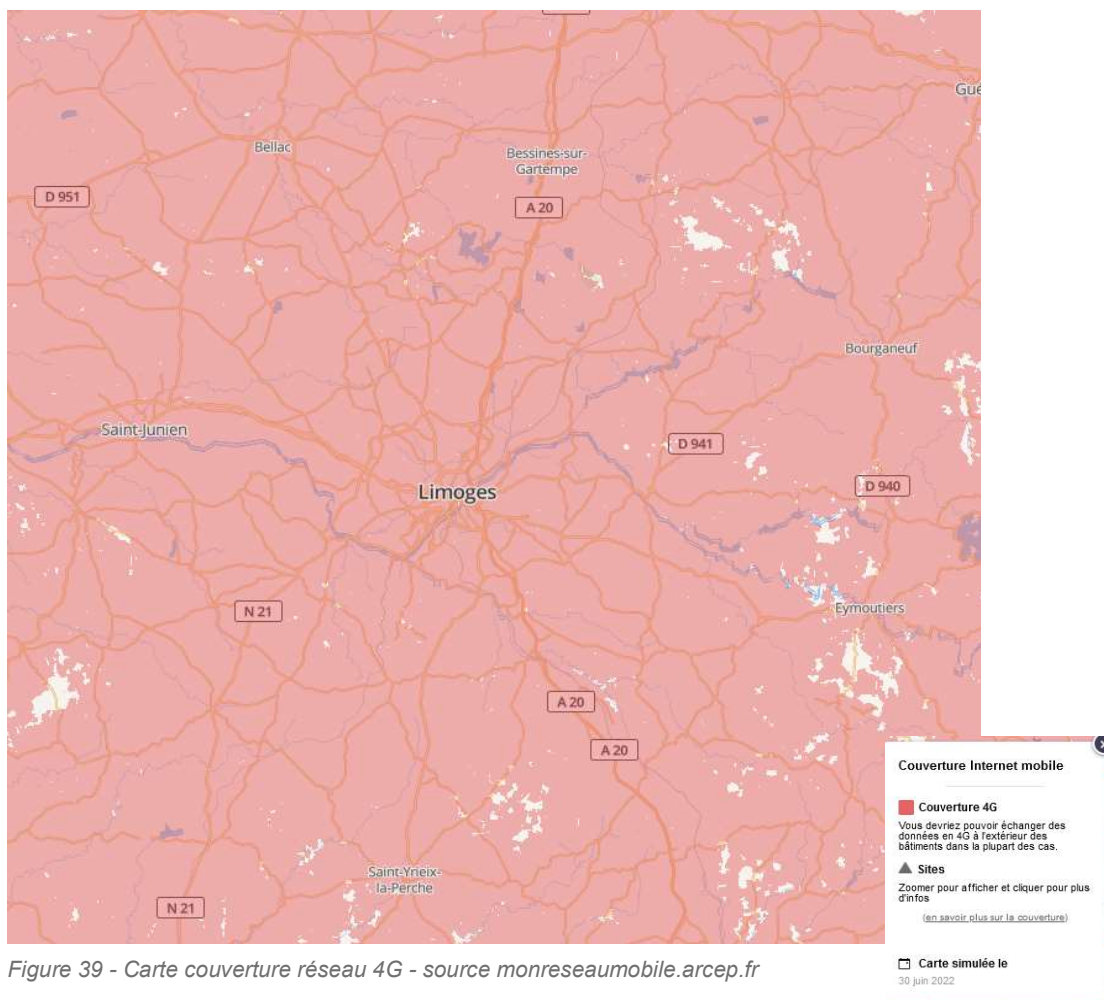 Gué
Bellac
Bessines-sur-
Gartempe
D 951
A 20
Bourganeuf
Saint-Junien
D 941
Limoges
D 940
Eymoutiers
N 21
A 20
A 20
Couverture Internet mobile
Couverture 4G
Vous devriez pouvoir échanger des
données en 4G à l'extérieur des
bâtiments dans la plupart des cas.
Sites
Zoomer pour afficher et cliquer pour plus
d'infos
(en savoir plus sur la couverture)
Saint-Yrieix-
la-Perche
N 21
Carte simulée le
30 juin 2022
Figure 39 - Carte couverture réseau 4G - source monreseaumobile.arcep.fr